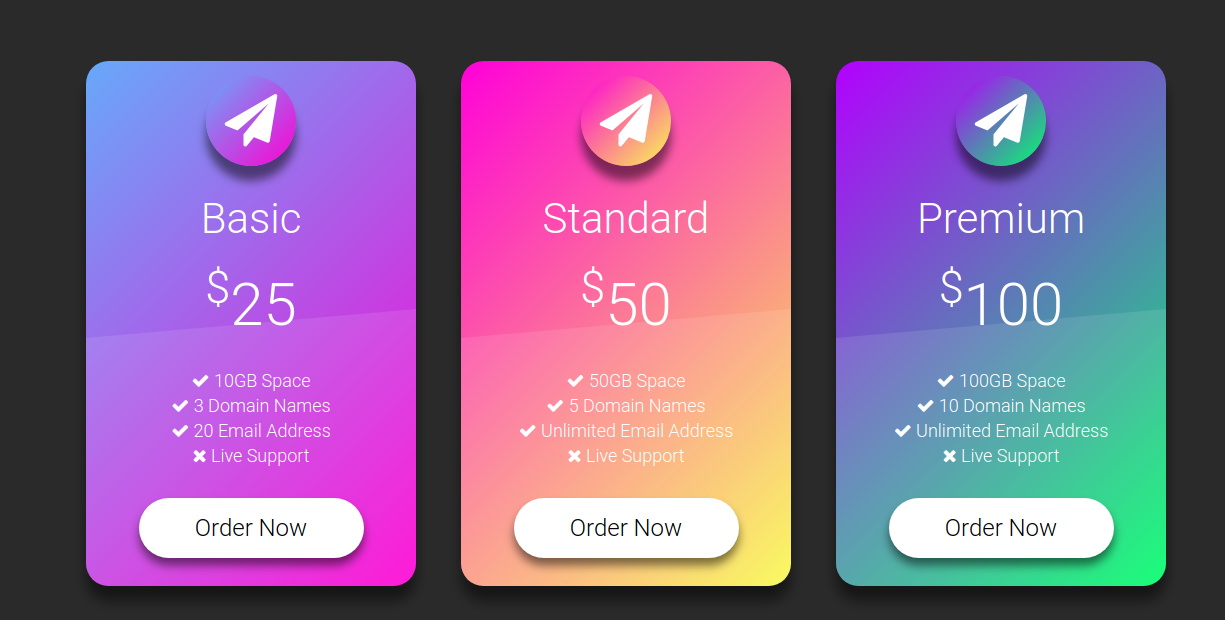 Basic
$25
10GB Space
3 Domain Names
20 Email Address
Live Support
Order Now
Standard
$50
50GB Space
5 Domain Names
Unlimited Email Address
Live Support
Order Now
Premium
$100
100GB Space
10 Domain Names
Unlimited Email Address
Live Support
Order Now